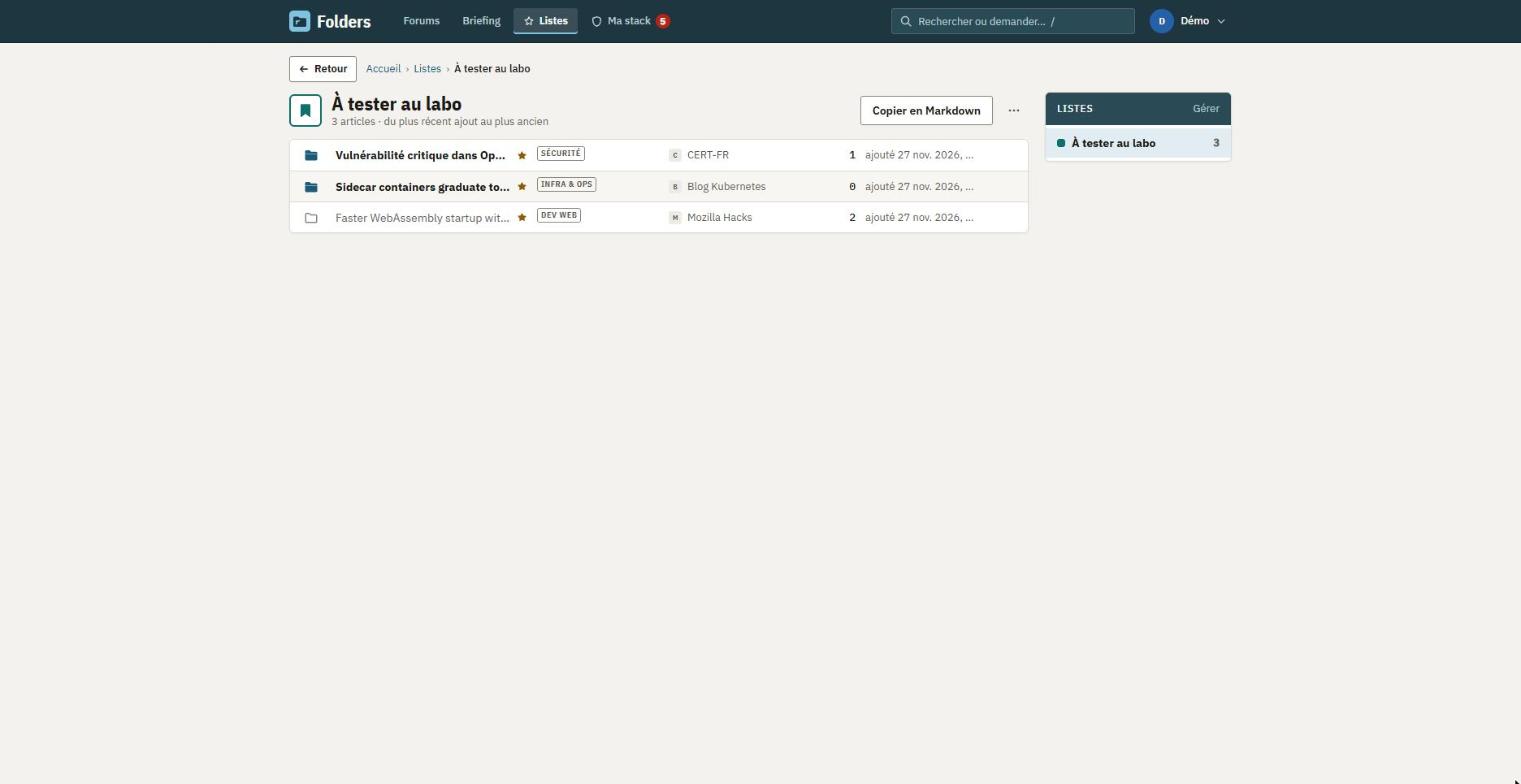 Folders Forums Briefing Listes Ma stack 5 Rechercher ou demander... / D Démo
Retour Accueil › Listes › À tester au labo
À tester au labo
3 articles · du plus récent ajout au plus ancien
Copier en Markdown ...
Vulnérabilité critique dans Op... SÉCURITÉ C CERT-FR 1 ajouté 27 nov. 2026, ...
Sidecar containers graduate to... INFRA & OPS B Blog Kubernetes 0 ajouté 27 nov. 2026, ...
Faster WebAssembly startup wit... DEV WEB M Mozilla Hacks 2 ajouté 27 nov. 2026, ...
LISTES Gérer
À tester au labo 3